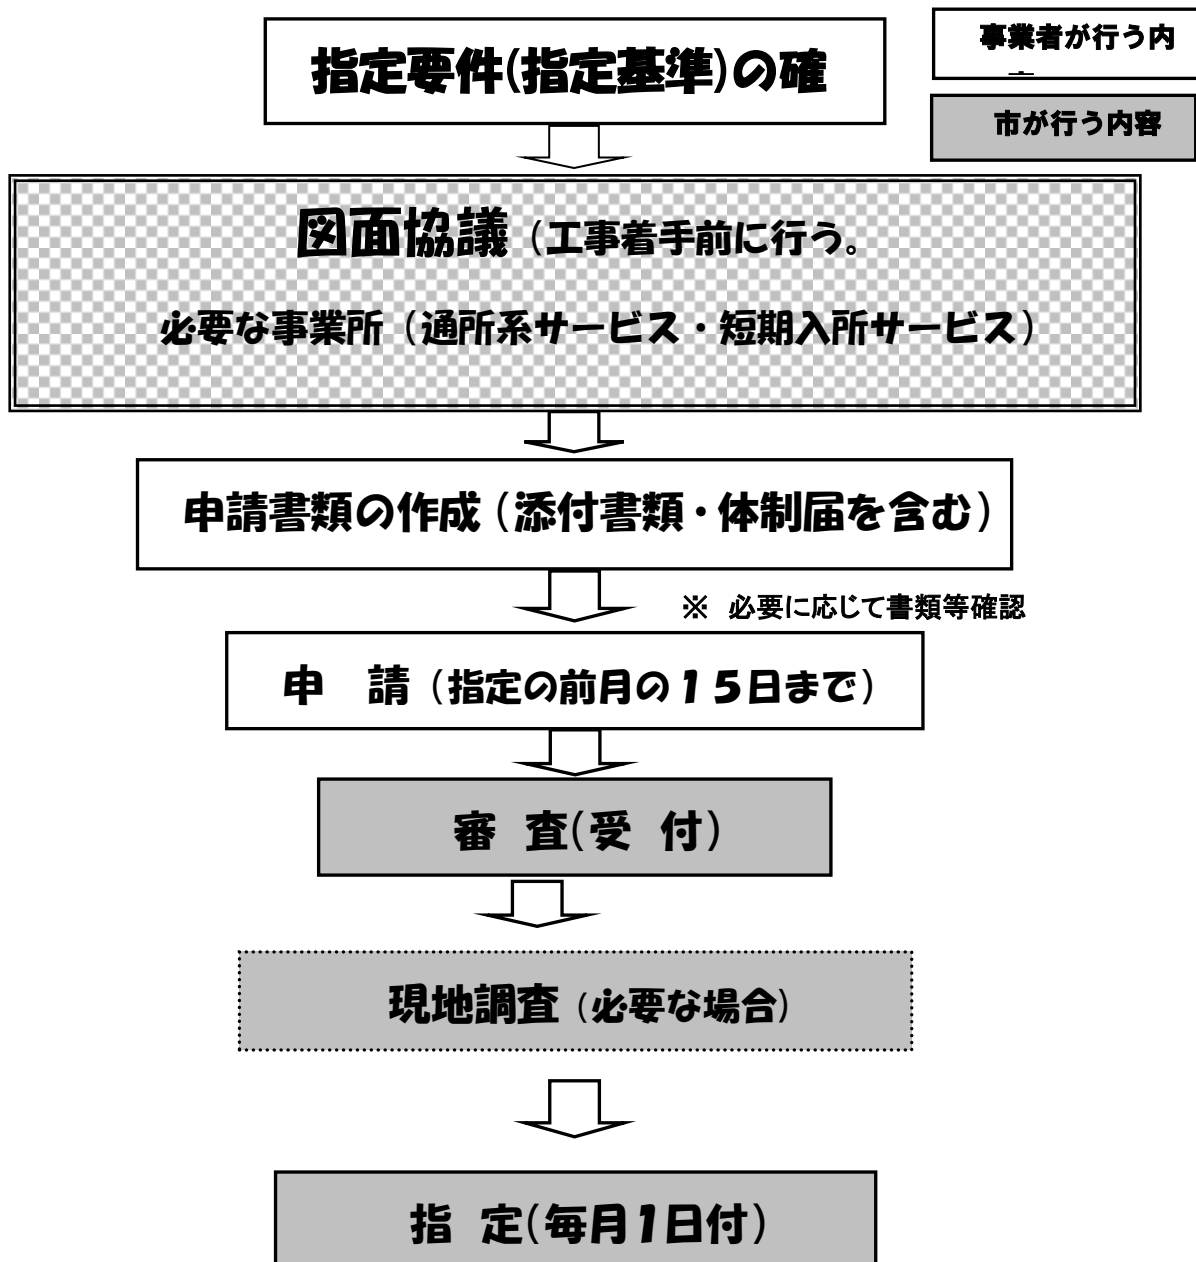 指定要件(指定基準)の確
事業者が行う内
市が行う内容
図面協議（工事着手前に行う。
必要な事業所（通所系サービス・短期入所サービス）
申請書類の作成（添付書類・体制届を含む）
※ 必要に応じて書類等確認
申　請（指定の前月の１５日まで）
審 査(受 付)
現地調査（必要な場合）
指 定(毎月1日付)